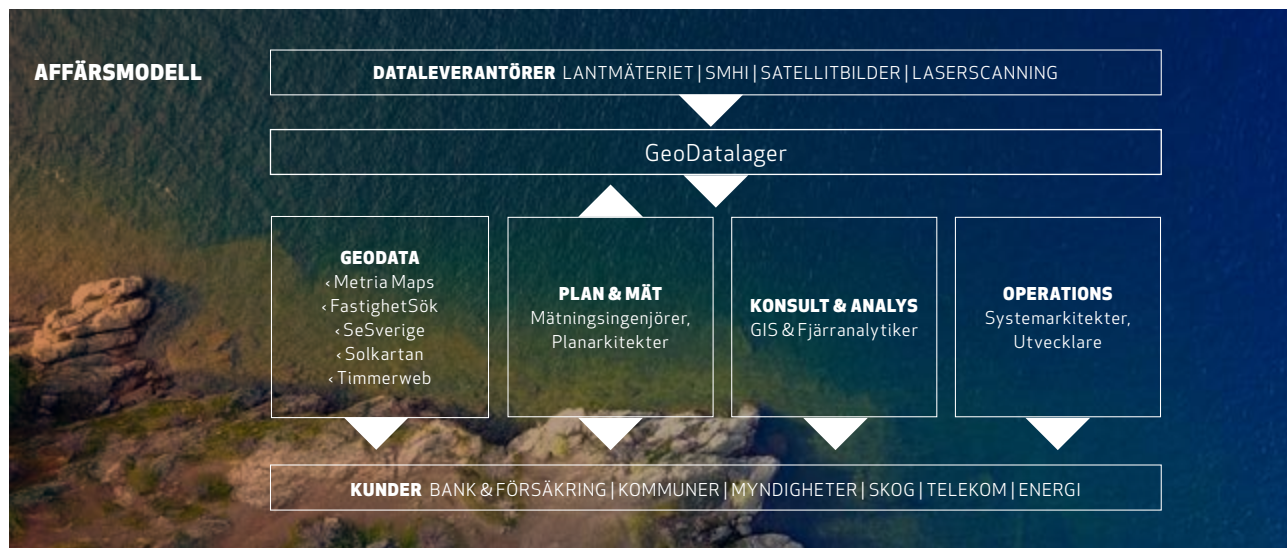 AFFÄRSMODELL
DATALEVERANTÖRER LANTMÄTERIET | SMHI | SATELLITBILDER | LASERSCANNING
GeoDatalager
GEODATA
‹ Metria Maps
‹ FastighetSök
‹ SeSverige
‹ Solkartan
‹ Timmerweb
PLAN & MÄT
Mätningsingenjörer,
Planarkitekter
KONSULT & ANALYS
GIS & Fjärranalytiker
OPERATIONS
Systemarkitekter,
Utvecklare
KUNDER BANK & FÖRSÄKRING | KOMMUNER | MYNDIGHETER | SKOG | TELEKOM | ENERGI